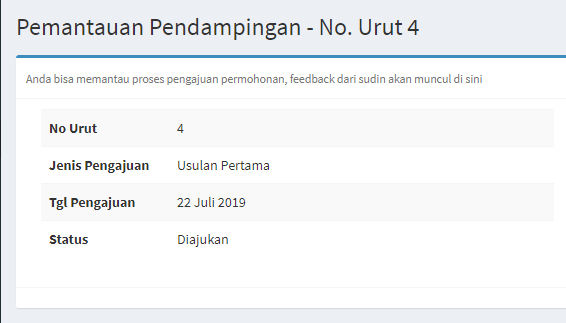 Pemantauan Pendampingan - No. Urut 4
Anda bisa memantau proses pengajuan permohonan, feedback dari sudin akan muncul di sini
No Urut 4
Jenis Pengajuan Usulan Pertama
Tgl Pengajuan 22 Juli 2019
Status Diajukan